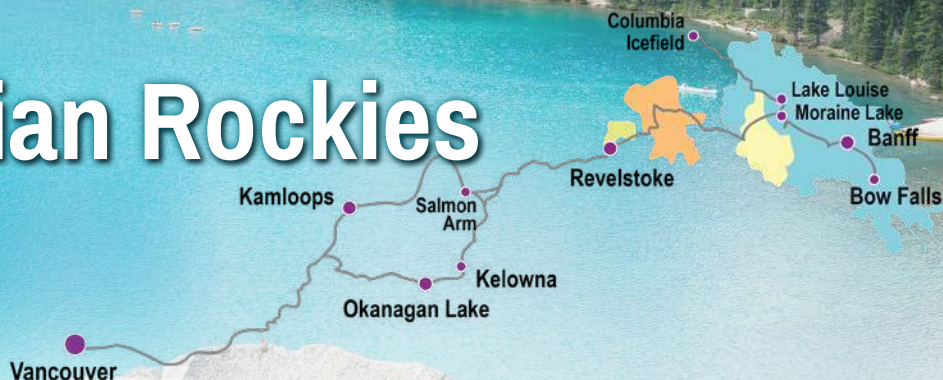 Columbia
Icefield
ian Rockies
Lake Louise
Moraine Lake
Banff
Revelstoke
Kamloops
Salmon
Arm
Bow Falls
Kelowna
Okanagan Lake
Vancouver